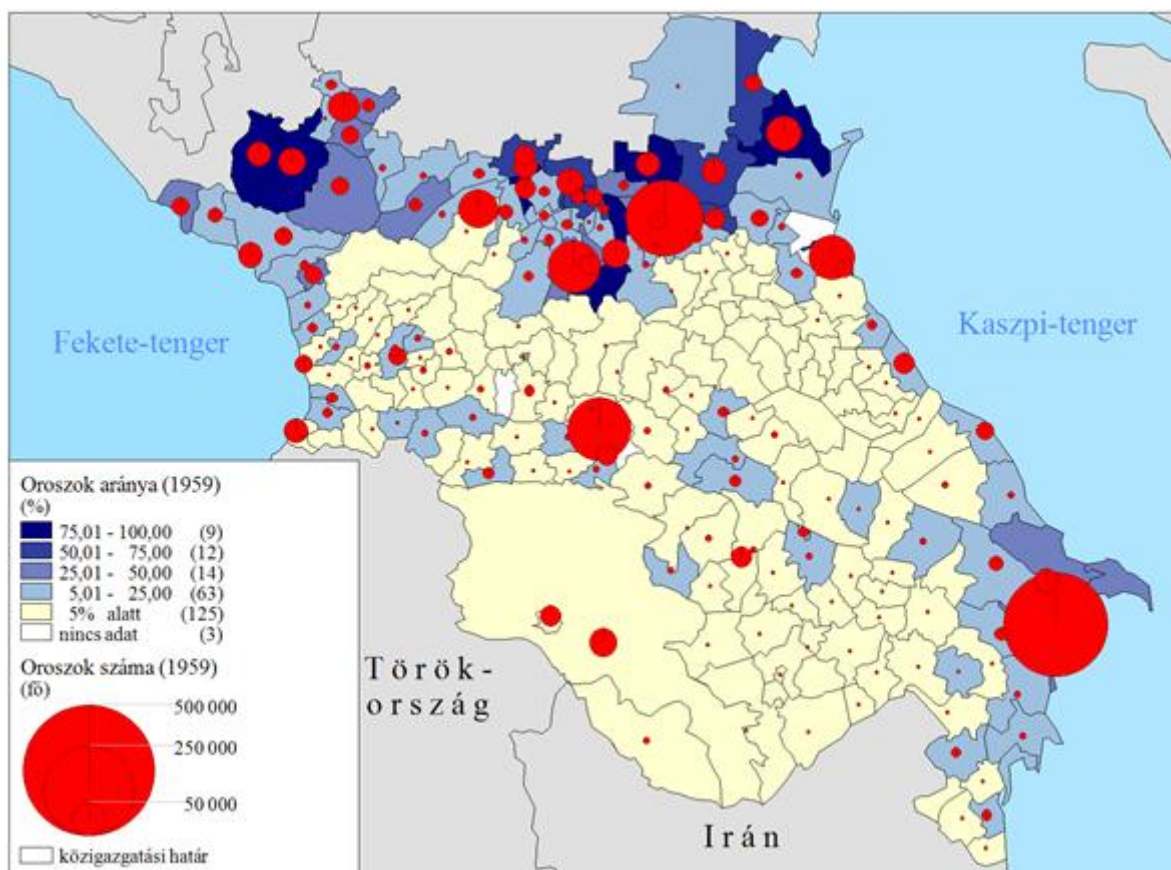 Fekete-tenger
Kaszpi-tenger
Török-
ország
Irán
Oroszok aránya (1959)
(%)
75,01 - 100,00 (9)
50,01 - 75,00 (12)
25,01 - 50,00 (14)
5,01 - 25,00 (63)
5% alatt (125)
nincs adat (3)
Oroszok száma (1959)
(fő)
500 000
250 000
50 000
közigazgatási határ